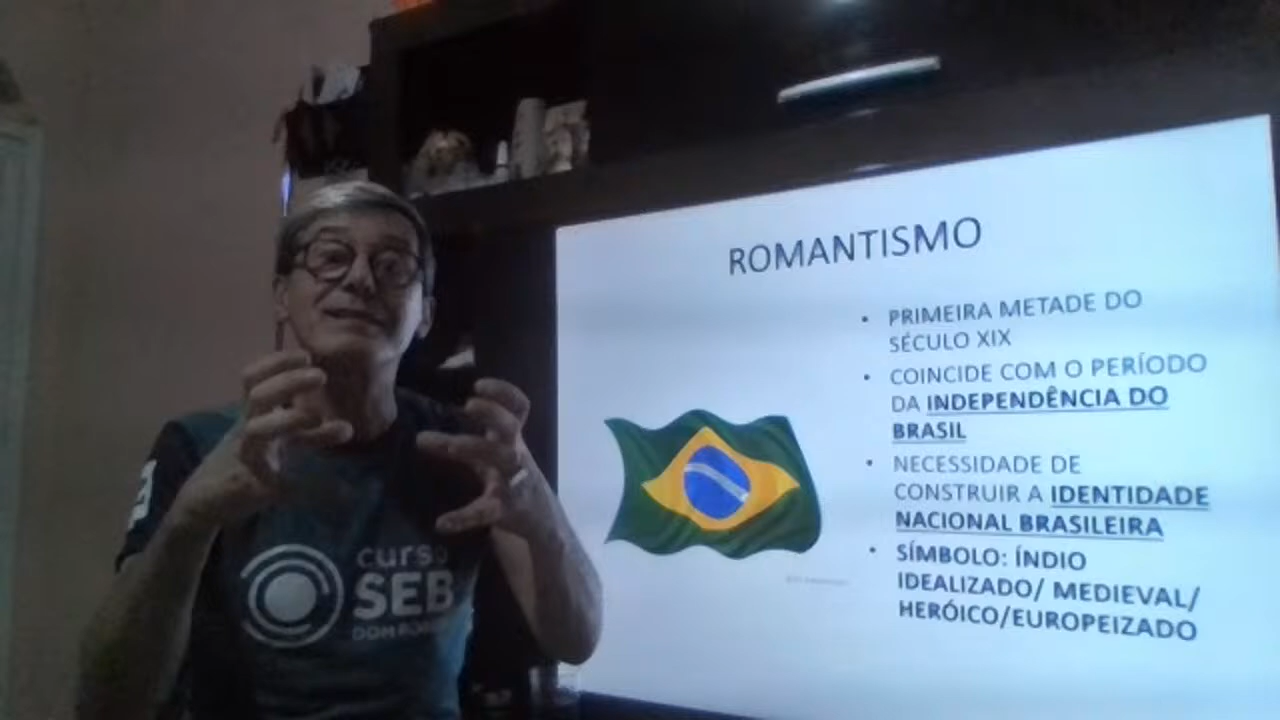 ROMANTISMO
• PRIMEIRA METADE DO
SÉCULO XIX
• COINCIDE COM O PERÍODO
DA INDEPENDÊNCIA DO
BRASIL
• NECESSIDADE DE
CONSTRUIR A IDENTIDADE
NACIONAL BRASILEIRA
• SÍMBOLO: ÍNDIO
IDEALIZADO/ MEDIEVAL/
HERÓICO/EUROPEIZADO
curso
SEB
DOM